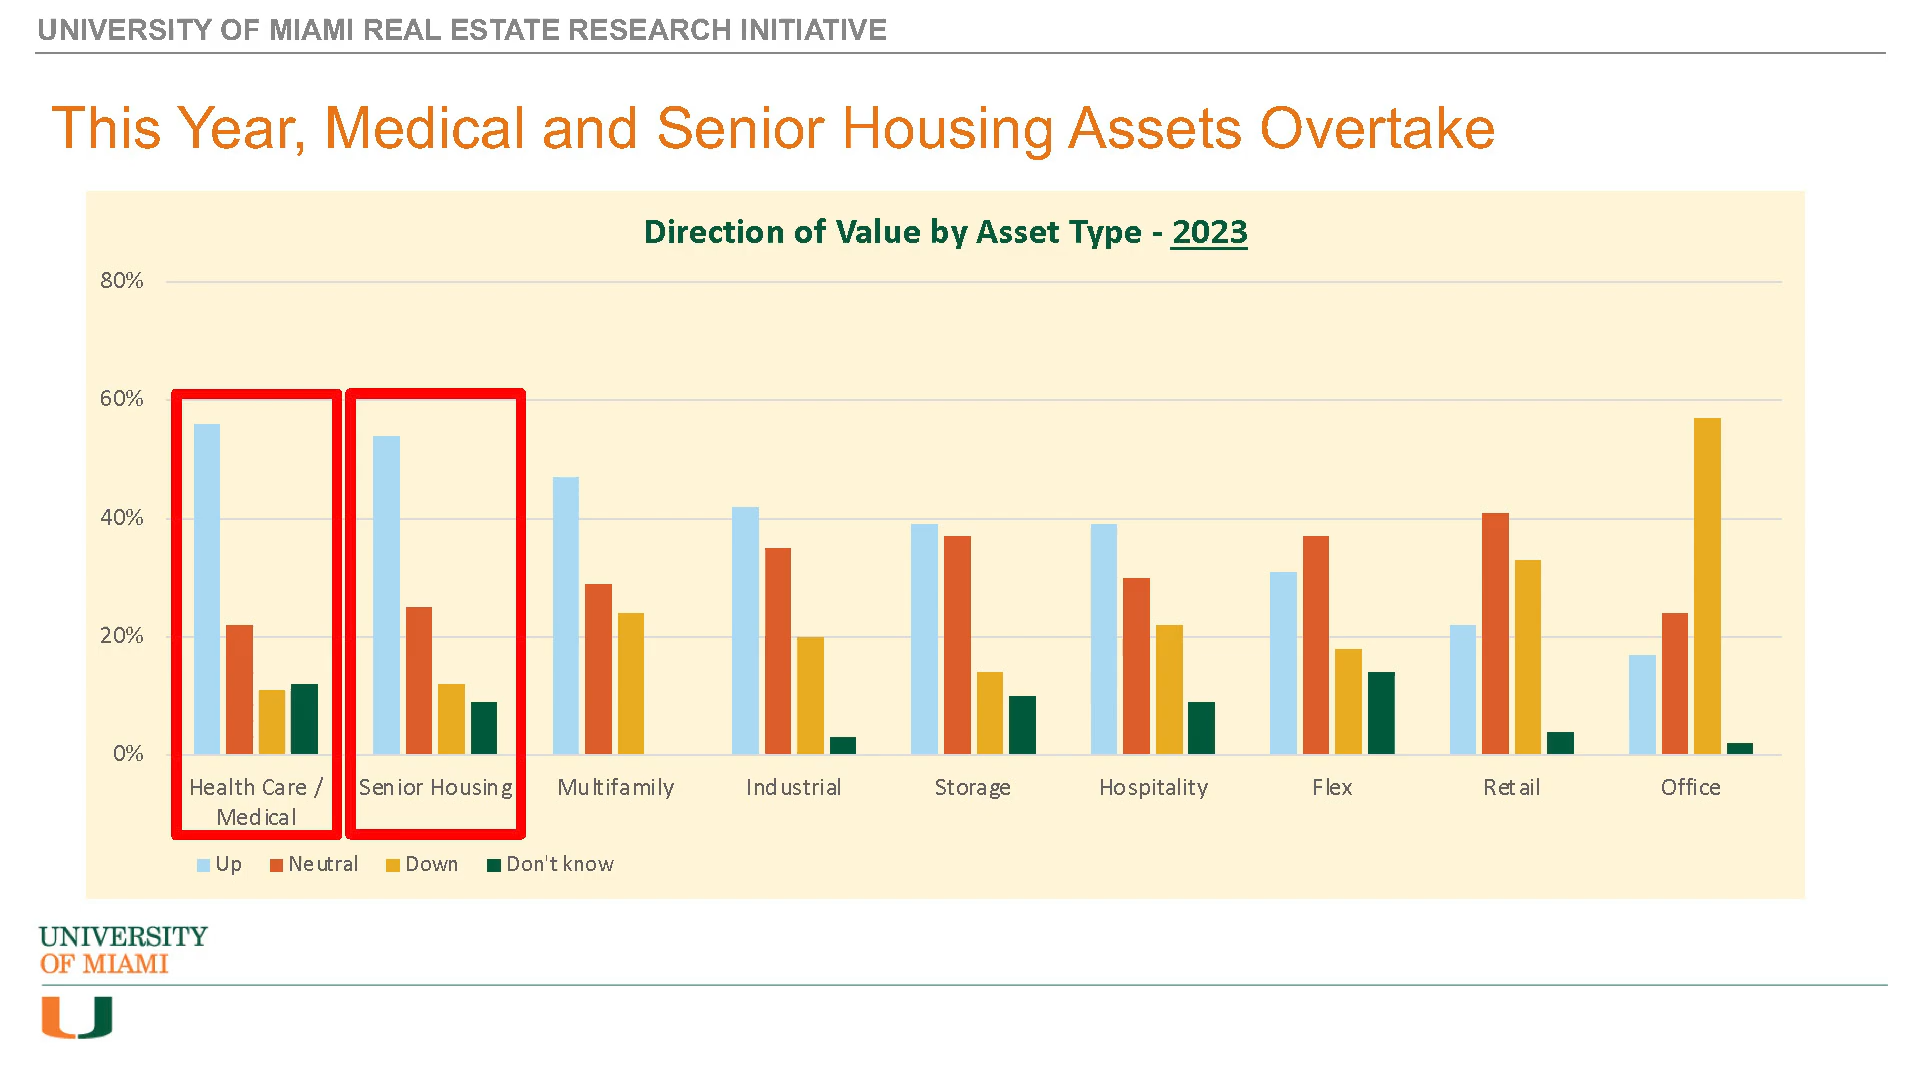 UNIVERSITY OF MIAMI REAL ESTATE RESEARCH INITIATIVE
This Year, Medical and Senior Housing Assets Overtake
Direction of Value by Asset Type - 2023
80%
60%
40%
20%
0%
Health Care / Medical
Senior Housing
Multifamily
Industrial
Storage
Hospitality
Flex
Retail
Office
Up
Neutral
Down
Don't know
UNIVERSITY
OF MIAMI
U